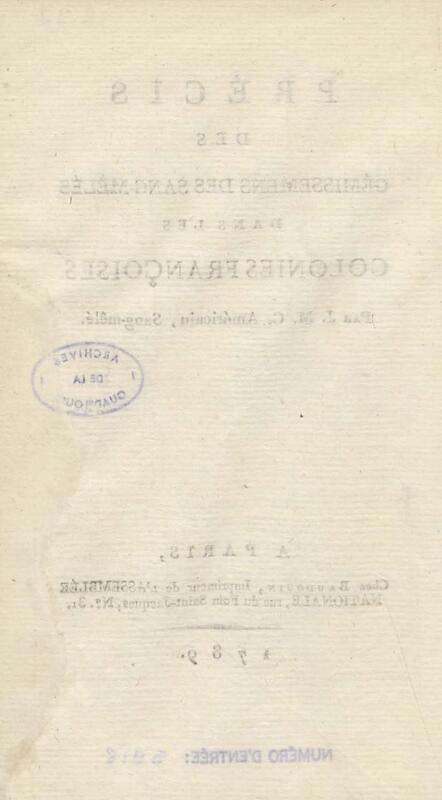 PRÉCIS
DES
GÉMISSEMENS DES SANG-MÊLÉS
DANS LES
COLONIES FRANÇOISES
Par J. M. C. Américain, Sang-mêlé.
ARCHIVES
DE LA
A PARIS,
Chez BAUDOUIN, Imprimeur de L'ASSEMBLÉE
NATIONALE, rue du Foin Saint-Jacques, N°. 31.
1789.
NUMÉRO D'ENTRÉE: